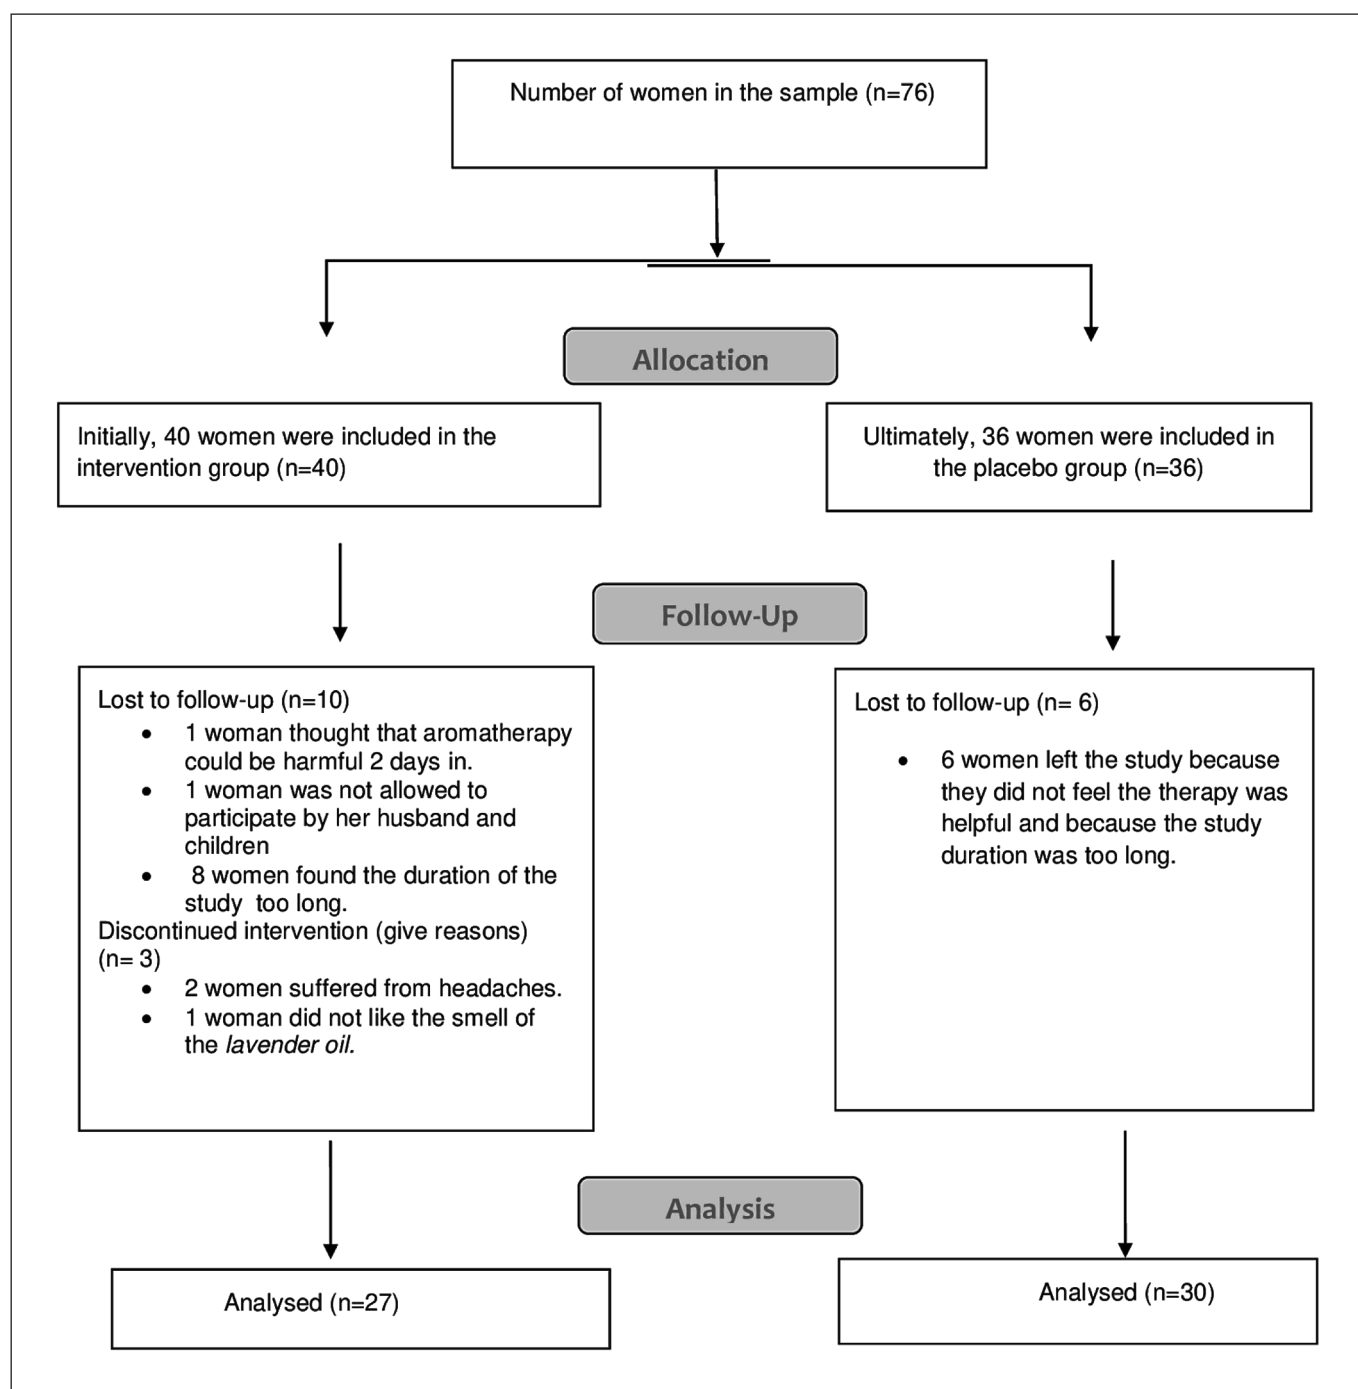 Number of women in the sample (n=76)
Allocation
Initially, 40 women were included in the
intervention group (n=40)
Ultimately, 36 women were included in
the placebo group (n=36)
Follow-Up
Lost to follow-up (n=10)
• 1 woman thought that aromatherapy
could be harmful 2 days in.
• 1 woman was not allowed to
participate by her husband and
children
• 8 women found the duration of the
study too long.
Discontinued intervention (give reasons)
(n= 3)
• 2 women suffered from headaches.
• 1 woman did not like the smell of
the lavender oil.
Lost to follow-up (n= 6)
• 6 women left the study because
they did not feel the therapy was
helpful and because the study
duration was too long.
Analysis
Analysed (n=27)
Analysed (n=30)